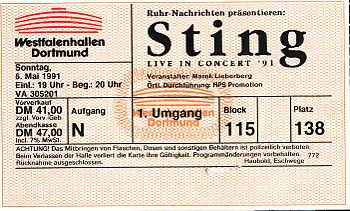 Ruhr-Nachrichten präsentieren:
Sting
LIVE IN CONCERT '91
Westfalenhallen
Dortmund
Sonntag,
5. Mai 1991
Einl.: 19 Uhr - Beg.: 20 Uhr
VA 305201
Veranstalter: Marek Lieberberg
Örtl. Durchführung: HPS Promotion
Vorverkauf
DM 41,00
zzgl. Vorv.-Geb.
Abendkasse
DM 47,00
incl. 7% MwSt.
Aufgang
N
1. Umgang
Westfalenhallen
Dortmund
Block
115
Platz
138
ACHTUNG! Das Mitbringen von Flaschen, Dosen und sonstigen Behältern ist polizeilich verboten.
Beim Verlassen der Halle verliert die Karte ihre Gültigkeit. Programmänderungen vorbehalten. 772
Rücknahme ausgeschlossen. Haubold, Eschwege